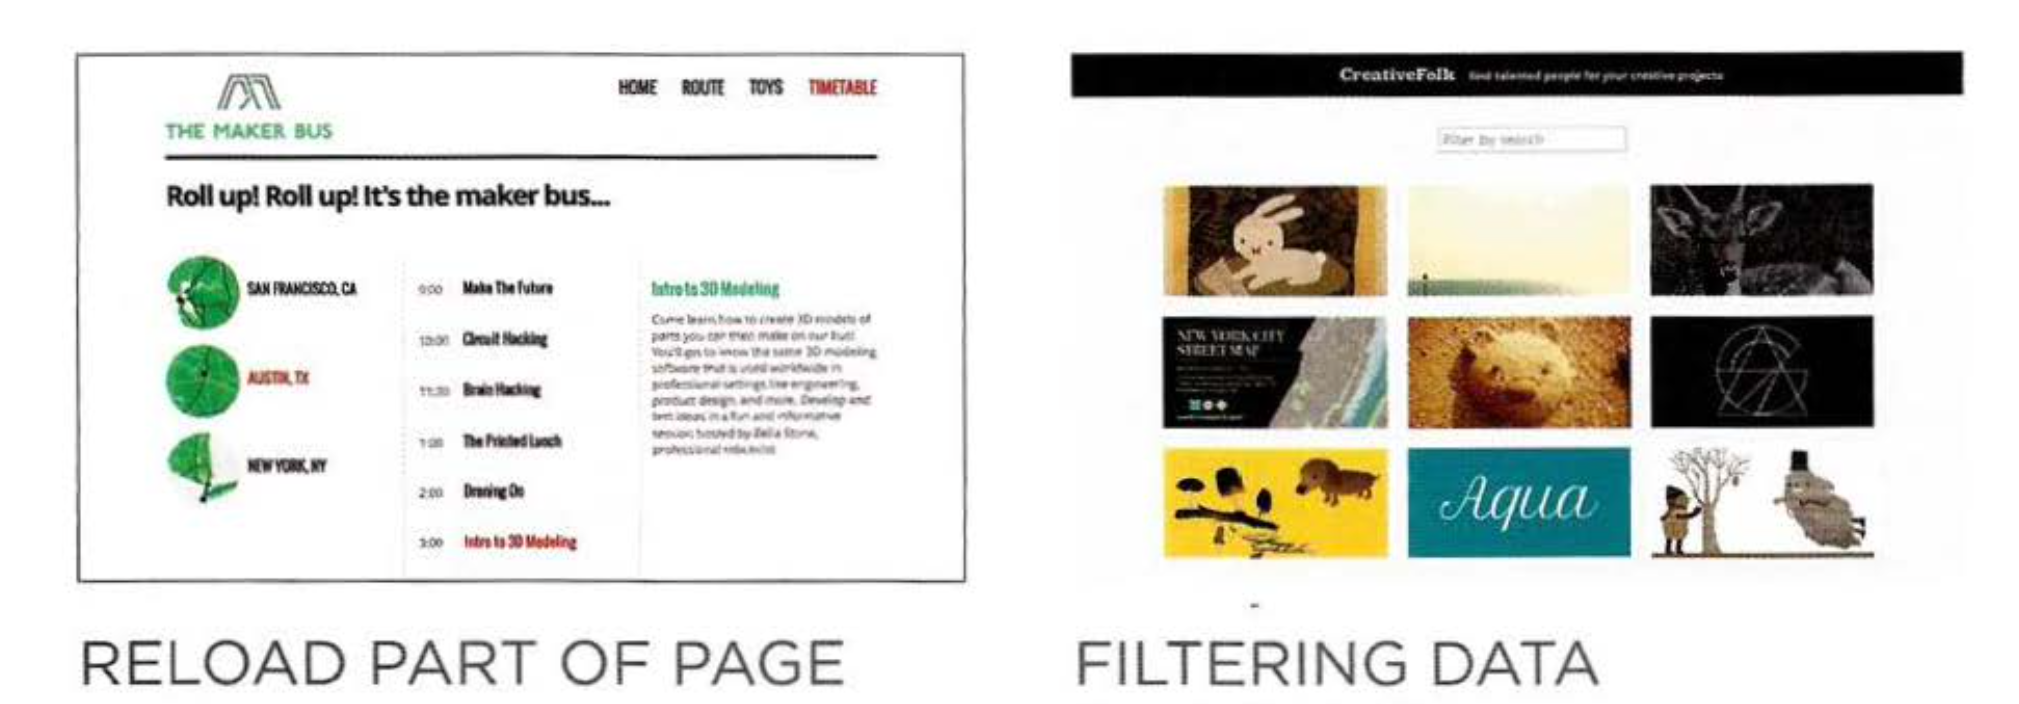 THE MAKER BUS
HOME ROUTE TOYS TIMETABLE
Roll up! Roll up! It's the maker bus...
SAN FRANCISCO, CA
AUSTIN, TX
NEW YORK, NY
9:00 Make The Future
10:00 Circuit Hacking
11:30 Brain Hacking
1:00 The Printed Lunch
2:00 Droning On
3:00 Intro to 3D Modeling
Intro to 3D Modeling
Come learn how to create 3D models of
parts you can then make on our bus!
You'll get to know the same 3D modeling
software that is used worldwide in
professional settings like engineering,
product design, and more. Develop and
test ideas in a fun and informative
session hosted by Bella Stone,
professional roboticist.
RELOAD PART OF PAGE
CreativeFolk find talented people for your creative projects
Filter by search
NEW YORK CITY
STREET MAP
Aqua
FILTERING DATA